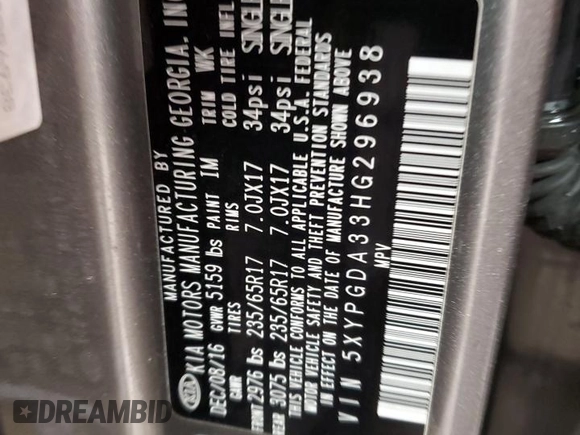 MANUFACTURED BY
KIA KIA MOTORS MANUFACTURING GEORGIA, INC
DEC/08/16 GVWR 5159 lbs PAINT IM TRIM WK
GAWR TIRES RIMS COLD TIRE INFL
FRONT 2976 lbs 235/65R17 7.0JX17 34psi SINGLE
REAR 3075 lbs 235/65R17 7.0JX17 34psi SINGLE
THIS VEHICLE CONFORMS TO ALL APPLICABLE U.S.A. FEDERAL
MOTOR VEHICLE SAFETY AND THEFT PREVENTION STANDARDS
IN EFFECT ON THE DATE OF MANUFACTURE SHOWN ABOVE
VIN 5XYPGDA33HG296938
MPV
DREAMBID